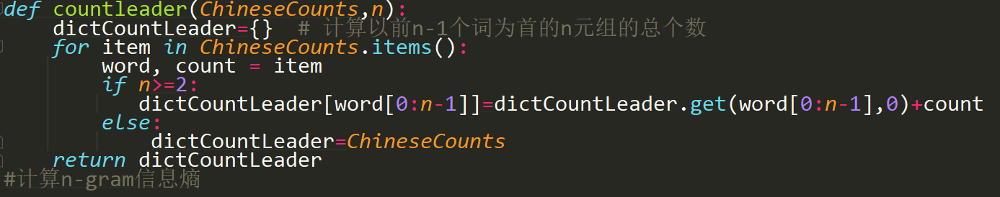 def countleader(ChineseCounts,n):
    dictCountLeader={}  # 计算以前n-1个词为首的n元组的总个数
    for item in ChineseCounts.items():
        word, count = item
        if n>=2:
           dictCountLeader[word[0:n-1]]=dictCountLeader.get(word[0:n-1],0)+count
        else:
            dictCountLeader=ChineseCounts
    return dictCountLeader
#计算n-gram信息熵